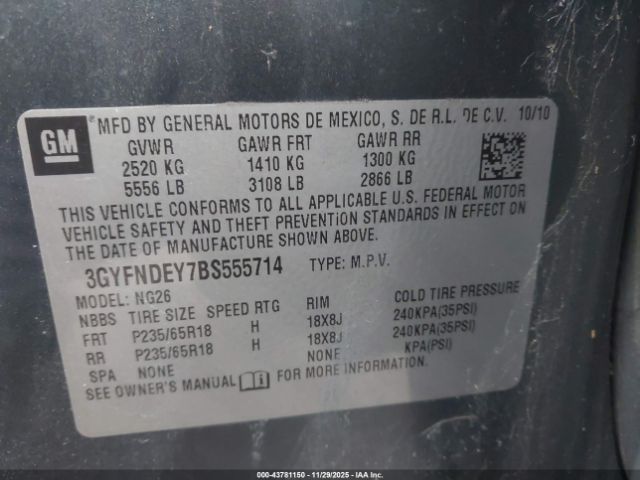 GM
MFD BY GENERAL MOTORS DE MEXICO, S. DE R.L. DE C.V. 10/10
GVWR GAWR FRT GAWR RR
2520 KG 1410 KG 1300 KG
5556 LB 3108 LB 2866 LB
THIS VEHICLE CONFORMS TO ALL APPLICABLE U.S. FEDERAL MOTOR
VEHICLE SAFETY AND THEFT PREVENTION STANDARDS IN EFFECT ON
THE DATE OF MANUFACTURE SHOWN ABOVE.
3GYFNDEY7BS555714 TYPE: M.P.V.
MODEL: NG26
NBBS TIRE SIZE SPEED RTG RIM COLD TIRE PRESSURE
FRT P235/65R18 H 18X8J 240KPA(35PSI)
RR P235/65R18 H 18X8J 240KPA(35PSI)
SPA NONE NONE KPA(PSI)
SEE OWNER'S MANUAL FOR MORE INFORMATION.
000-43781150 - 11/29/2025 - IAAI.COM